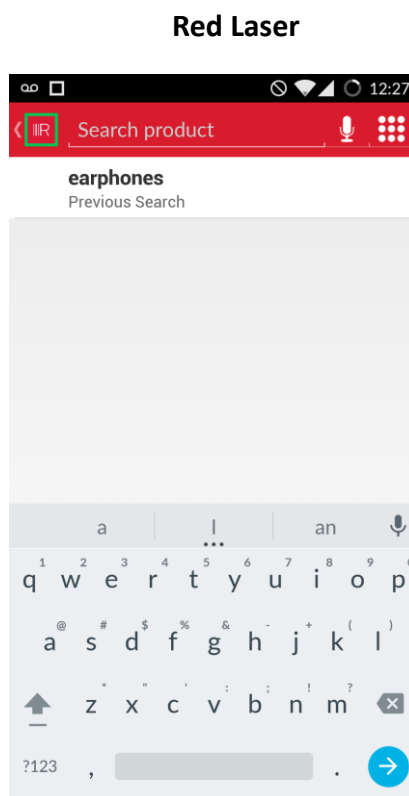 Red Laser
12:27
R Search product
earphones
Previous Search
a I an
1 2 3 4 5 6 7 8 9
q w e r t y u i o p
@ # $ % & - + ( )
a s d f g h j k l
* " ' : ; ! ?
z x c v b n m
?123 , .